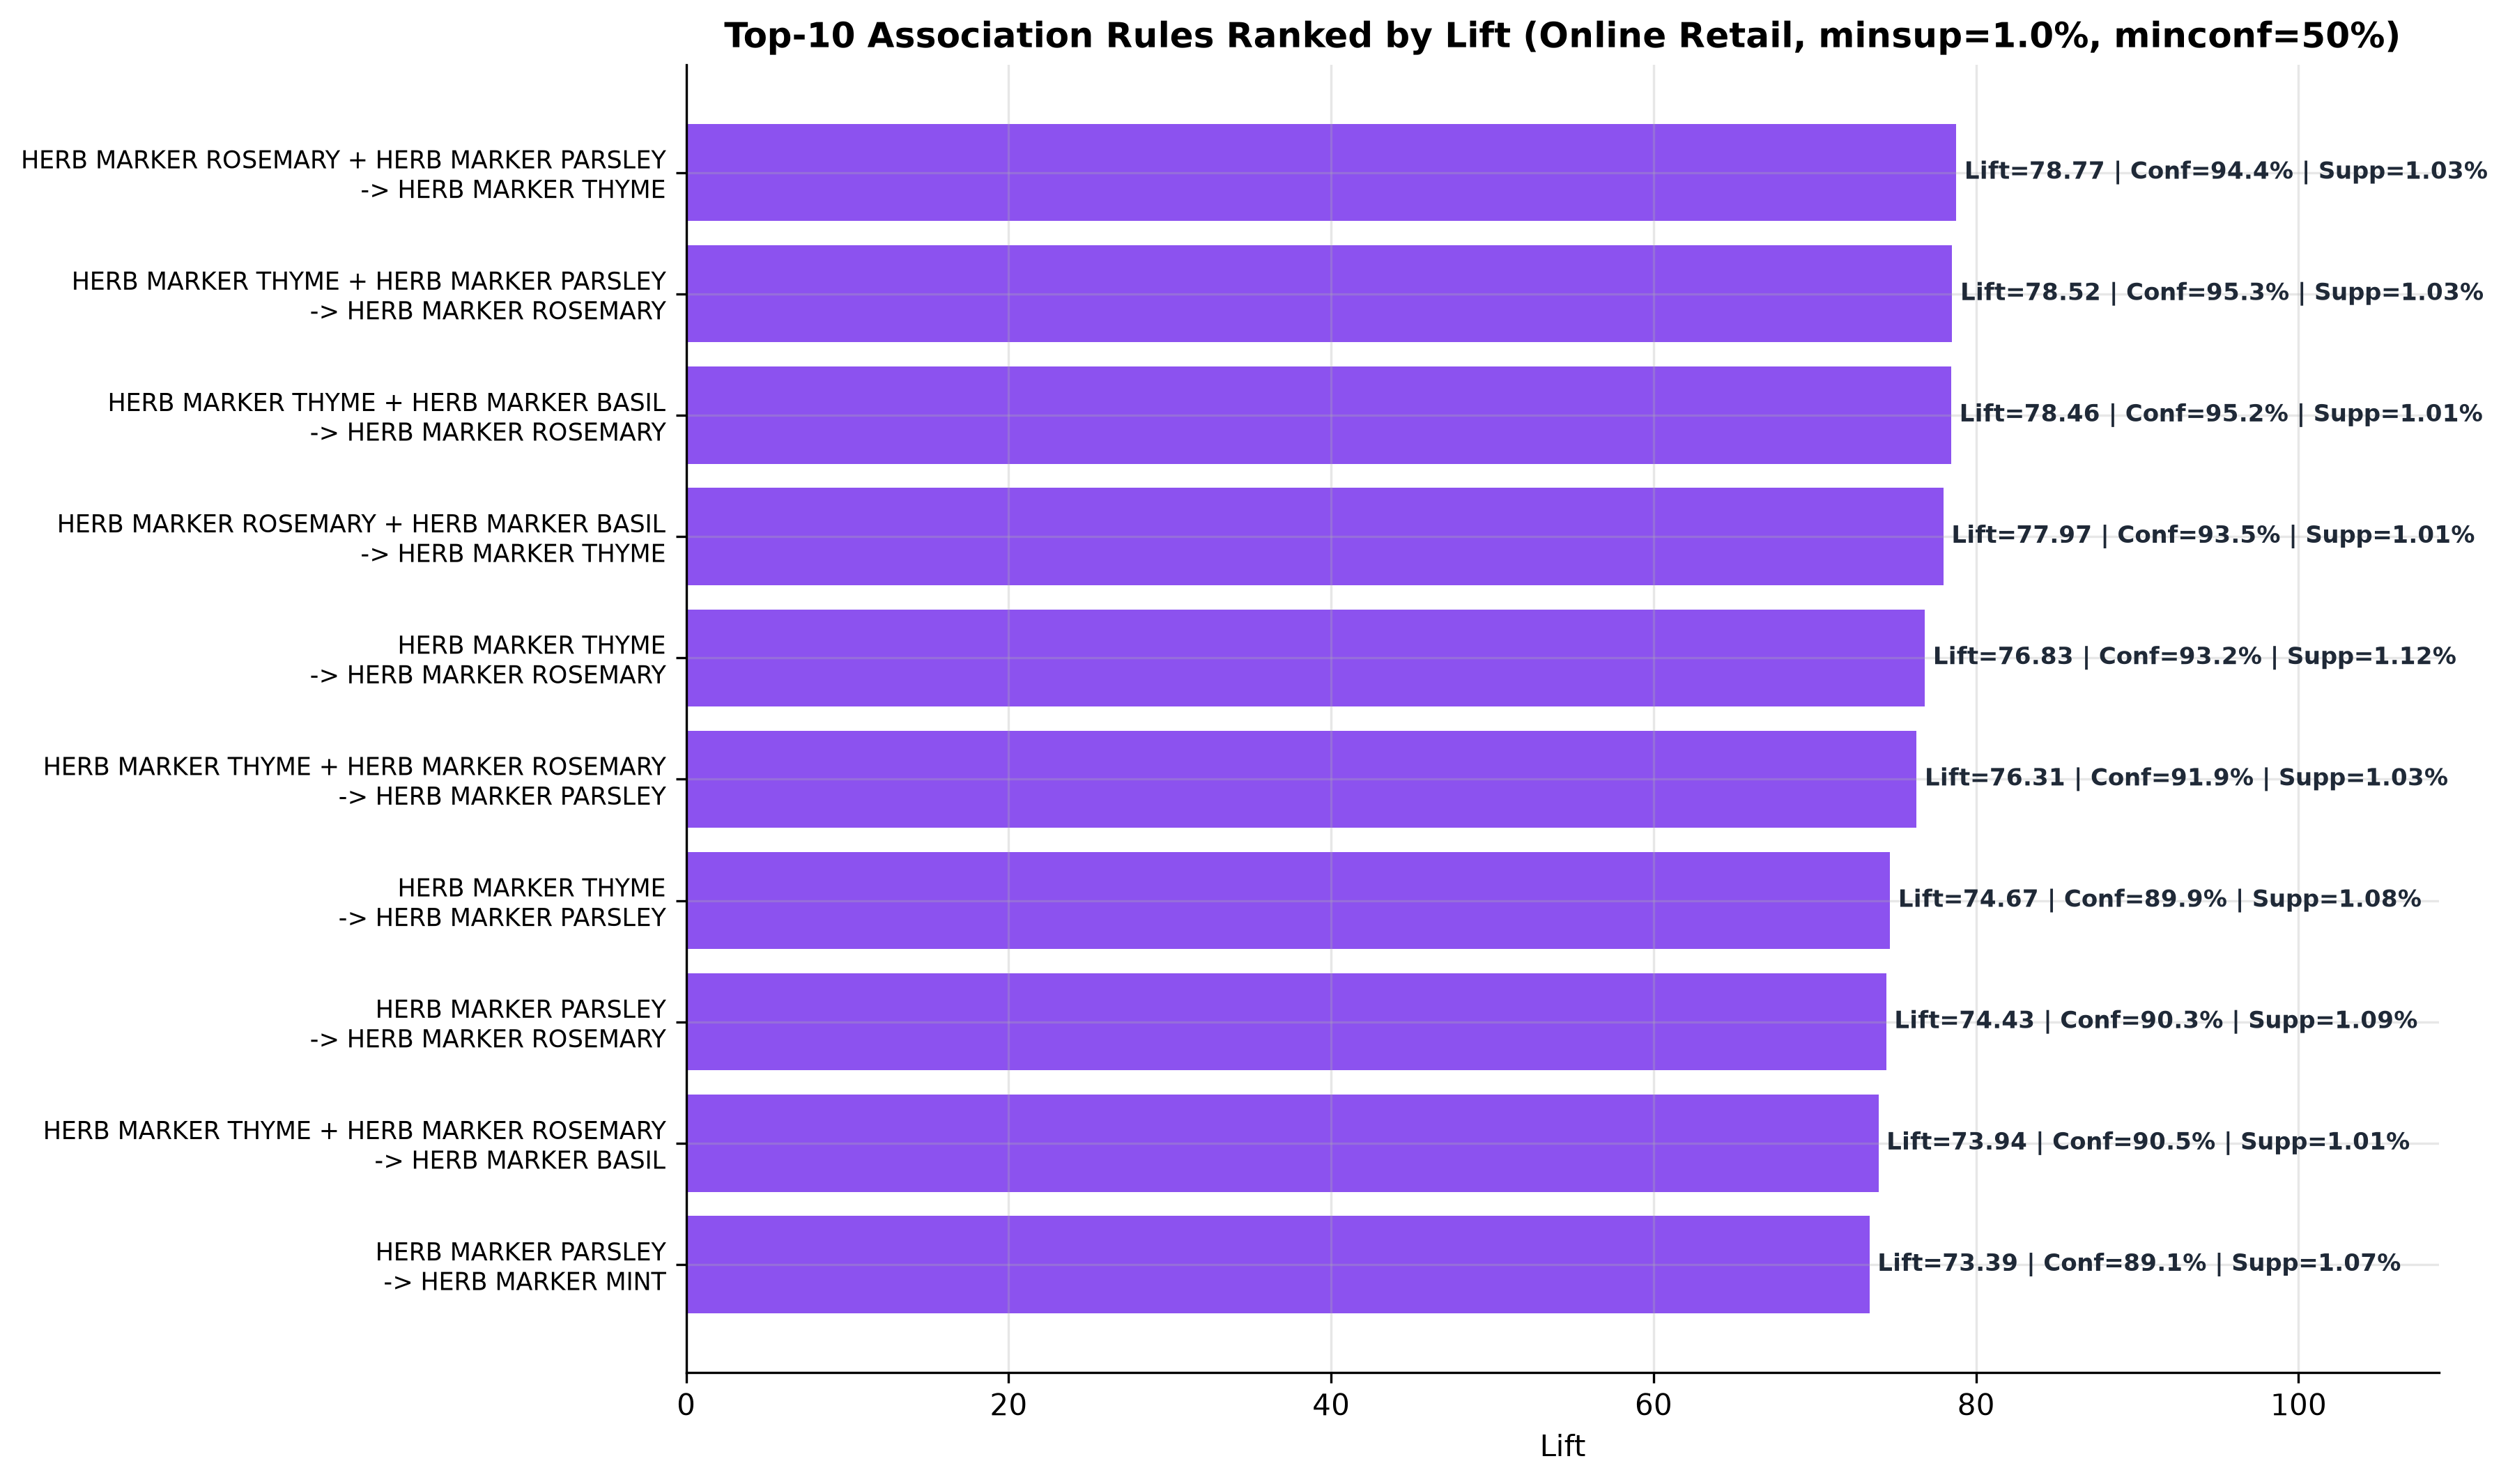 Top-10 Association Rules Ranked by Lift (Online Retail, minsup=1.0%, minconf=50%)
HERB MARKER ROSEMARY + HERB MARKER PARSLEY
-> HERB MARKER THYME
Lift=78.77 | Conf=94.4% | Supp=1.03%
HERB MARKER THYME + HERB MARKER PARSLEY
-> HERB MARKER ROSEMARY
Lift=78.52 | Conf=95.3% | Supp=1.03%
HERB MARKER THYME + HERB MARKER BASIL
-> HERB MARKER ROSEMARY
Lift=78.46 | Conf=95.2% | Supp=1.01%
HERB MARKER ROSEMARY + HERB MARKER BASIL
-> HERB MARKER THYME
Lift=77.97 | Conf=93.5% | Supp=1.01%
HERB MARKER THYME
-> HERB MARKER ROSEMARY
Lift=76.83 | Conf=93.2% | Supp=1.12%
HERB MARKER THYME + HERB MARKER ROSEMARY
-> HERB MARKER PARSLEY
Lift=76.31 | Conf=91.9% | Supp=1.03%
HERB MARKER THYME
-> HERB MARKER PARSLEY
Lift=74.67 | Conf=89.9% | Supp=1.08%
HERB MARKER PARSLEY
-> HERB MARKER ROSEMARY
Lift=74.43 | Conf=90.3% | Supp=1.09%
HERB MARKER THYME + HERB MARKER ROSEMARY
-> HERB MARKER BASIL
Lift=73.94 | Conf=90.5% | Supp=1.01%
HERB MARKER PARSLEY
-> HERB MARKER MINT
Lift=73.39 | Conf=89.1% | Supp=1.07%
0 20 40 60 80 100
Lift